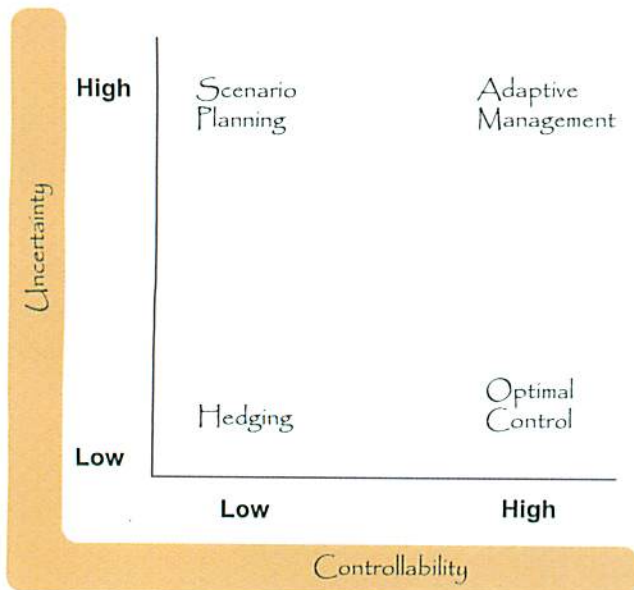 High
Scenario
Planning
Adaptive
Management
Uncertainty
Hedging
Optimal
Control
Low
Low
High
Controllability